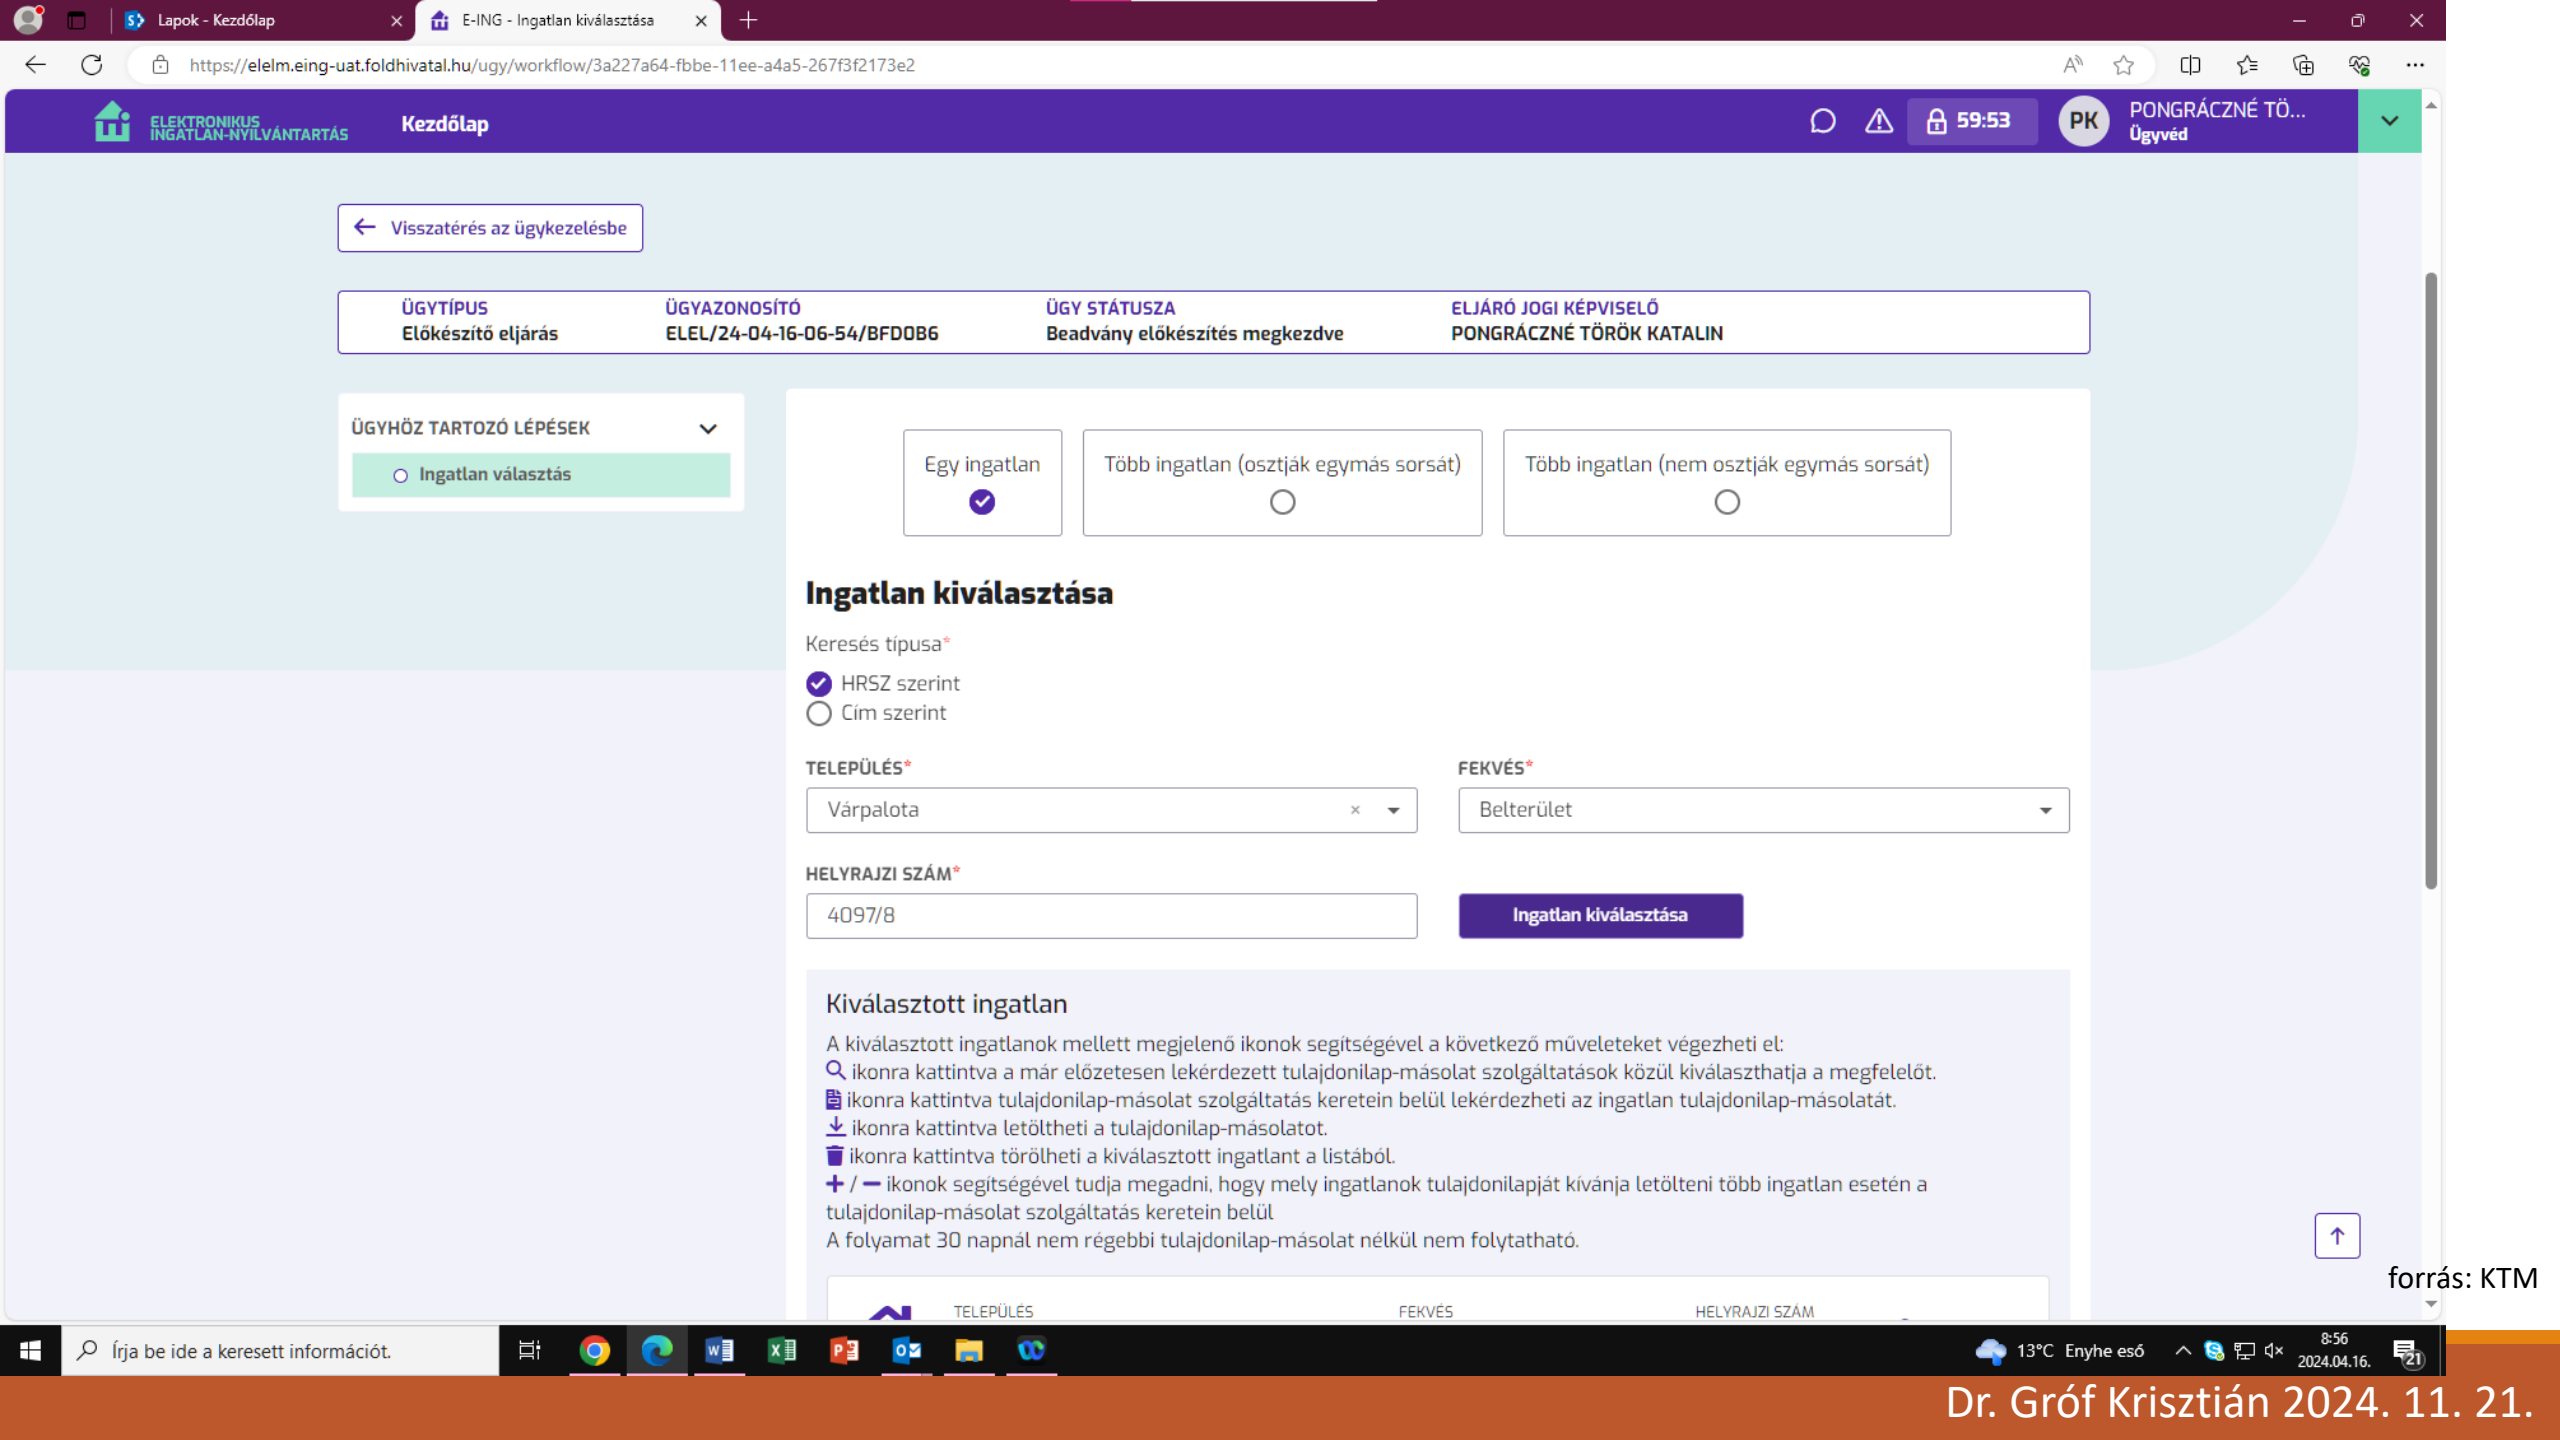 Lapok - Kezdőlap
E-ING - Ingatlan kiválasztása
https://elelm.eing-uat.foldhivatal.hu/ugy/workflow/3a227a64-fbbe-11ee-a4a5-267f3f2173e2
ELEKTRONIKUS
INGATLAN-NYILVÁNTARTÁS
Kezdőlap
59:53
PK
PONGRÁCZNÉ TÖ...
Ügyvéd
Visszatérés az ügykezelésbe
ÜGYTÍPUS ÜGYAZONOSÍTÓ ÜGY STÁTUSZA ELJÁRÓ JOGI KÉPVISELŐ
Előkészítő eljárás ELEL/24-04-16-06-54/BFD0B6 Beadvány előkészítés megkezdve PONGRÁCZNÉ TÖRÖK KATALIN
ÜGYHÖZ TARTOZÓ LÉPÉSEK
Ingatlan választás
Egy ingatlan Több ingatlan (osztják egymás sorsát) Több ingatlan (nem osztják egymás sorsát)
Ingatlan kiválasztása
Keresés típusa*
HRSZ szerint
Cím szerint
TELEPÜLÉS* FEKVÉS*
Várpalota × Belterület
HELYRAJZI SZÁM*
4097/8 Ingatlan kiválasztása
Kiválasztott ingatlan
A kiválasztott ingatlanok mellett megjelenő ikonok segítségével a következő műveleteket végezheti el:
ikonra kattintva a már előzetesen lekérdezett tulajdonilap-másolat szolgáltatások közül kiválaszthatja a megfelelőt.
ikonra kattintva tulajdonilap-másolat szolgáltatás keretein belül lekérdezheti az ingatlan tulajdonilap-másolatát.
ikonra kattintva letöltheti a tulajdonilap-másolatot.
ikonra kattintva törölheti a kiválasztott ingatlant a listából.
+ / − ikonok segítségével tudja megadni, hogy mely ingatlanok tulajdonilapját kívánja letölteni több ingatlan esetén a
tulajdonilap-másolat szolgáltatás keretein belül
A folyamat 30 napnál nem régebbi tulajdonilap-másolat nélkül nem folytatható.
TELEPÜLÉS FEKVÉS HELYRAJZI SZÁM
forrás: KTM
Írja be ide a keresett információt.
13°C Enyhe eső
8:56
2024.04.16.
21
Dr. Gróf Krisztián 2024. 11. 21.